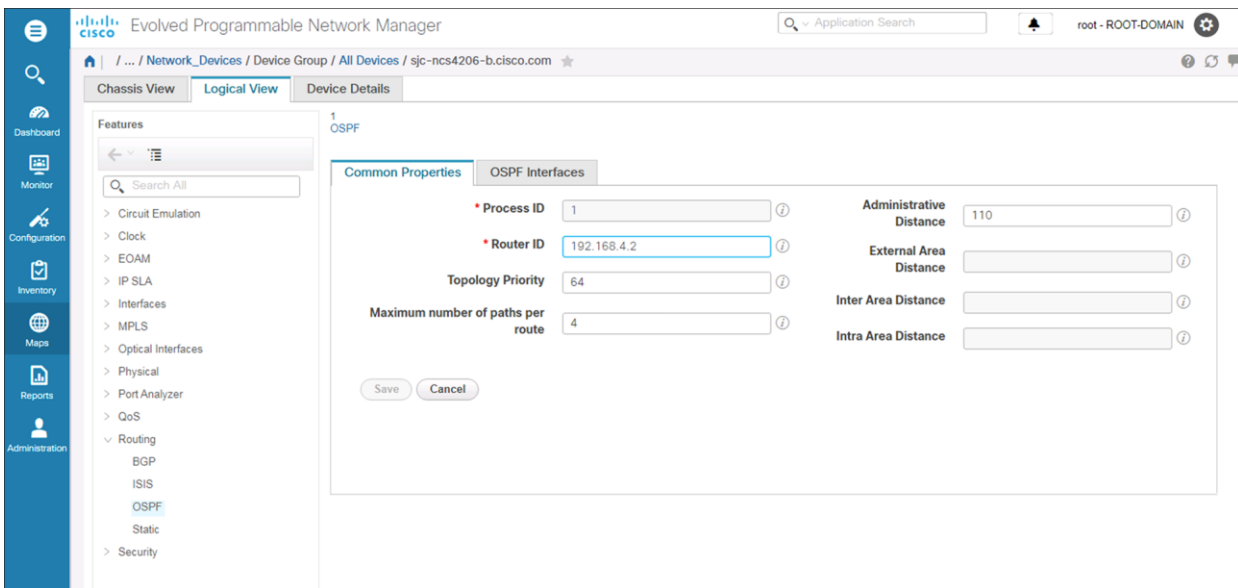 cisco Evolved Programmable Network Manager
Application Search
root - ROOT-DOMAIN
/ ... / Network_Devices / Device Group / All Devices / sjc-ncs4206-b.cisco.com
Chassis View Logical View Device Details
Dashboard
Monitor
Configuration
Inventory
Maps
Reports
Administration
Features
Search All
Circuit Emulation
Clock
EOAM
IP SLA
Interfaces
MPLS
Optical Interfaces
Physical
Port Analyzer
QoS
Routing
BGP
ISIS
OSPF
Static
Security
1
OSPF
Common Properties OSPF Interfaces
* Process ID 1
* Router ID 192.168.4.2
Topology Priority 64
Maximum number of paths per
route 4
Administrative
Distance 110
External Area
Distance
Inter Area Distance
Intra Area Distance
Save Cancel